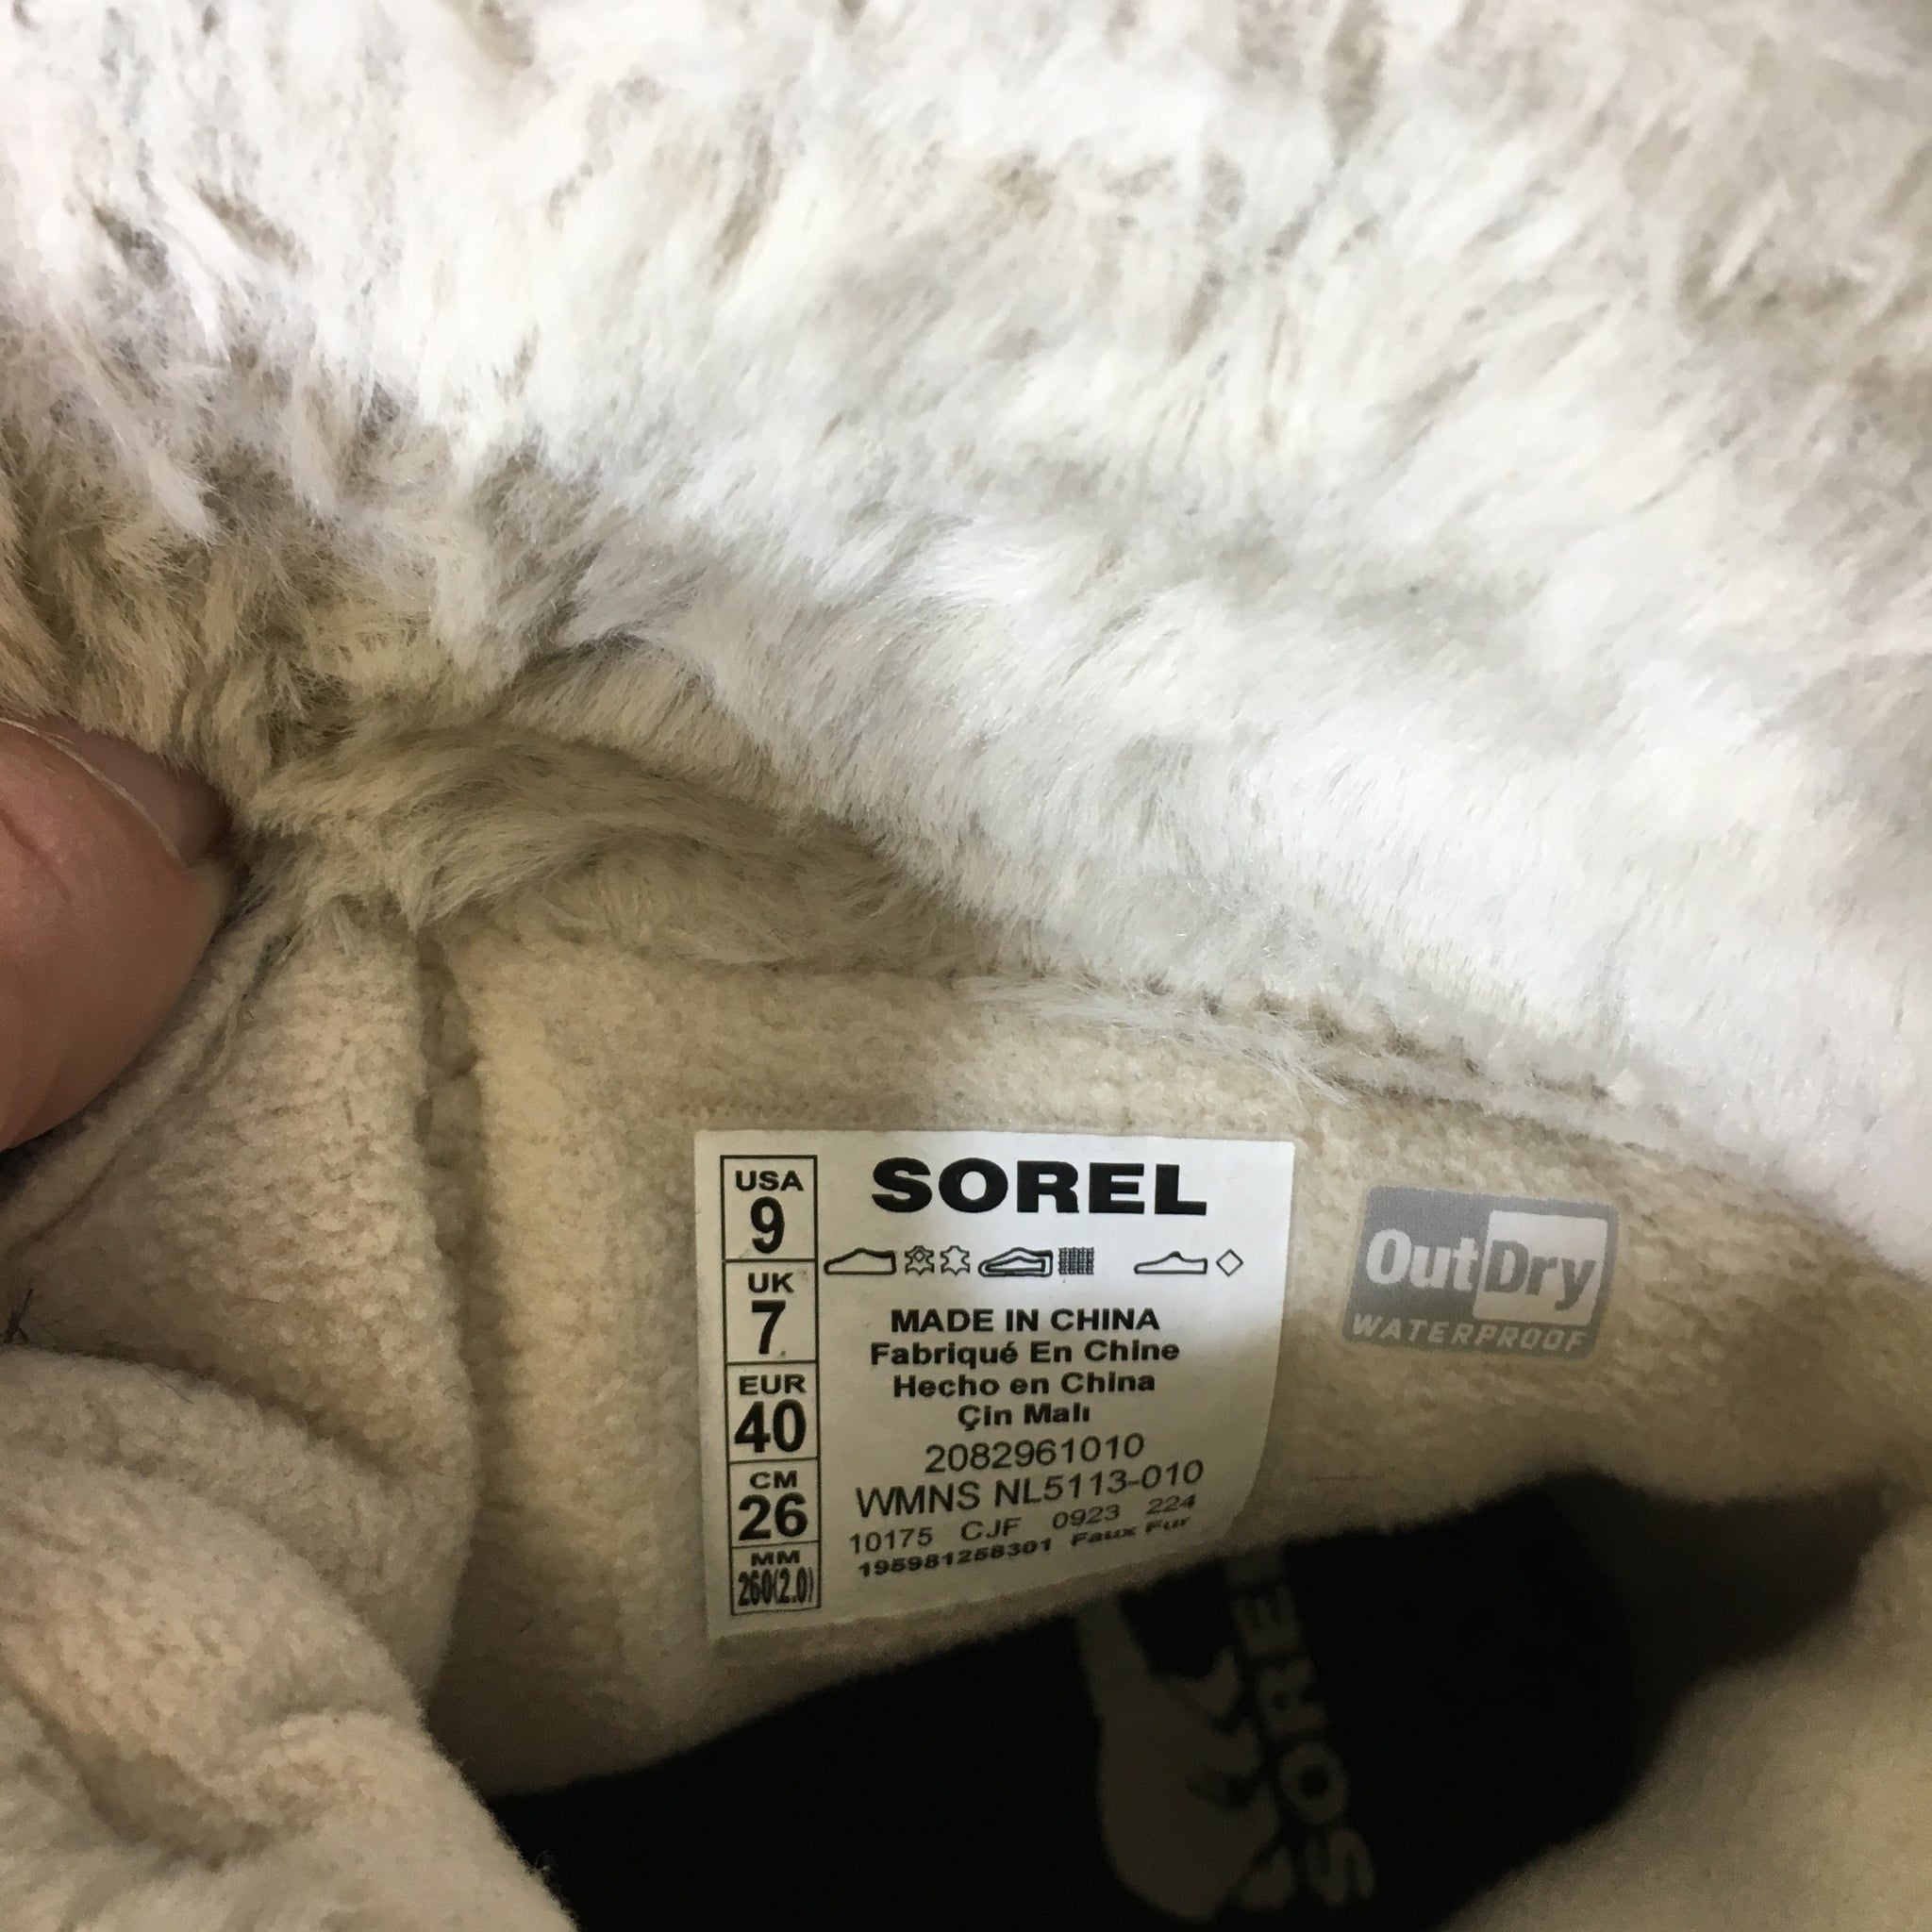 USA
9
UK
7
EUR
40
CM
26
MM
260(2.0)
SOREL
MADE IN CHINA
Fabriqué En Chine
Hecho en China
Çin Malı
2082961010
WMNS NL5113-010
10175 CJF 0923 224
195981258301 Faux Fur
OutDry
WATERPROOF
SOREL